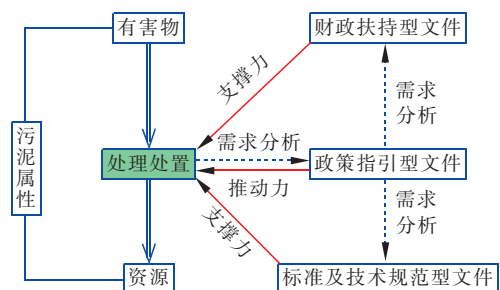 有害物
财政扶持型文件
支撑力
需求
分析
污泥属性
处理处置
需求分析
推动力
政策指引型文件
支撑力
需求
分析
资源
标准及技术规范型文件